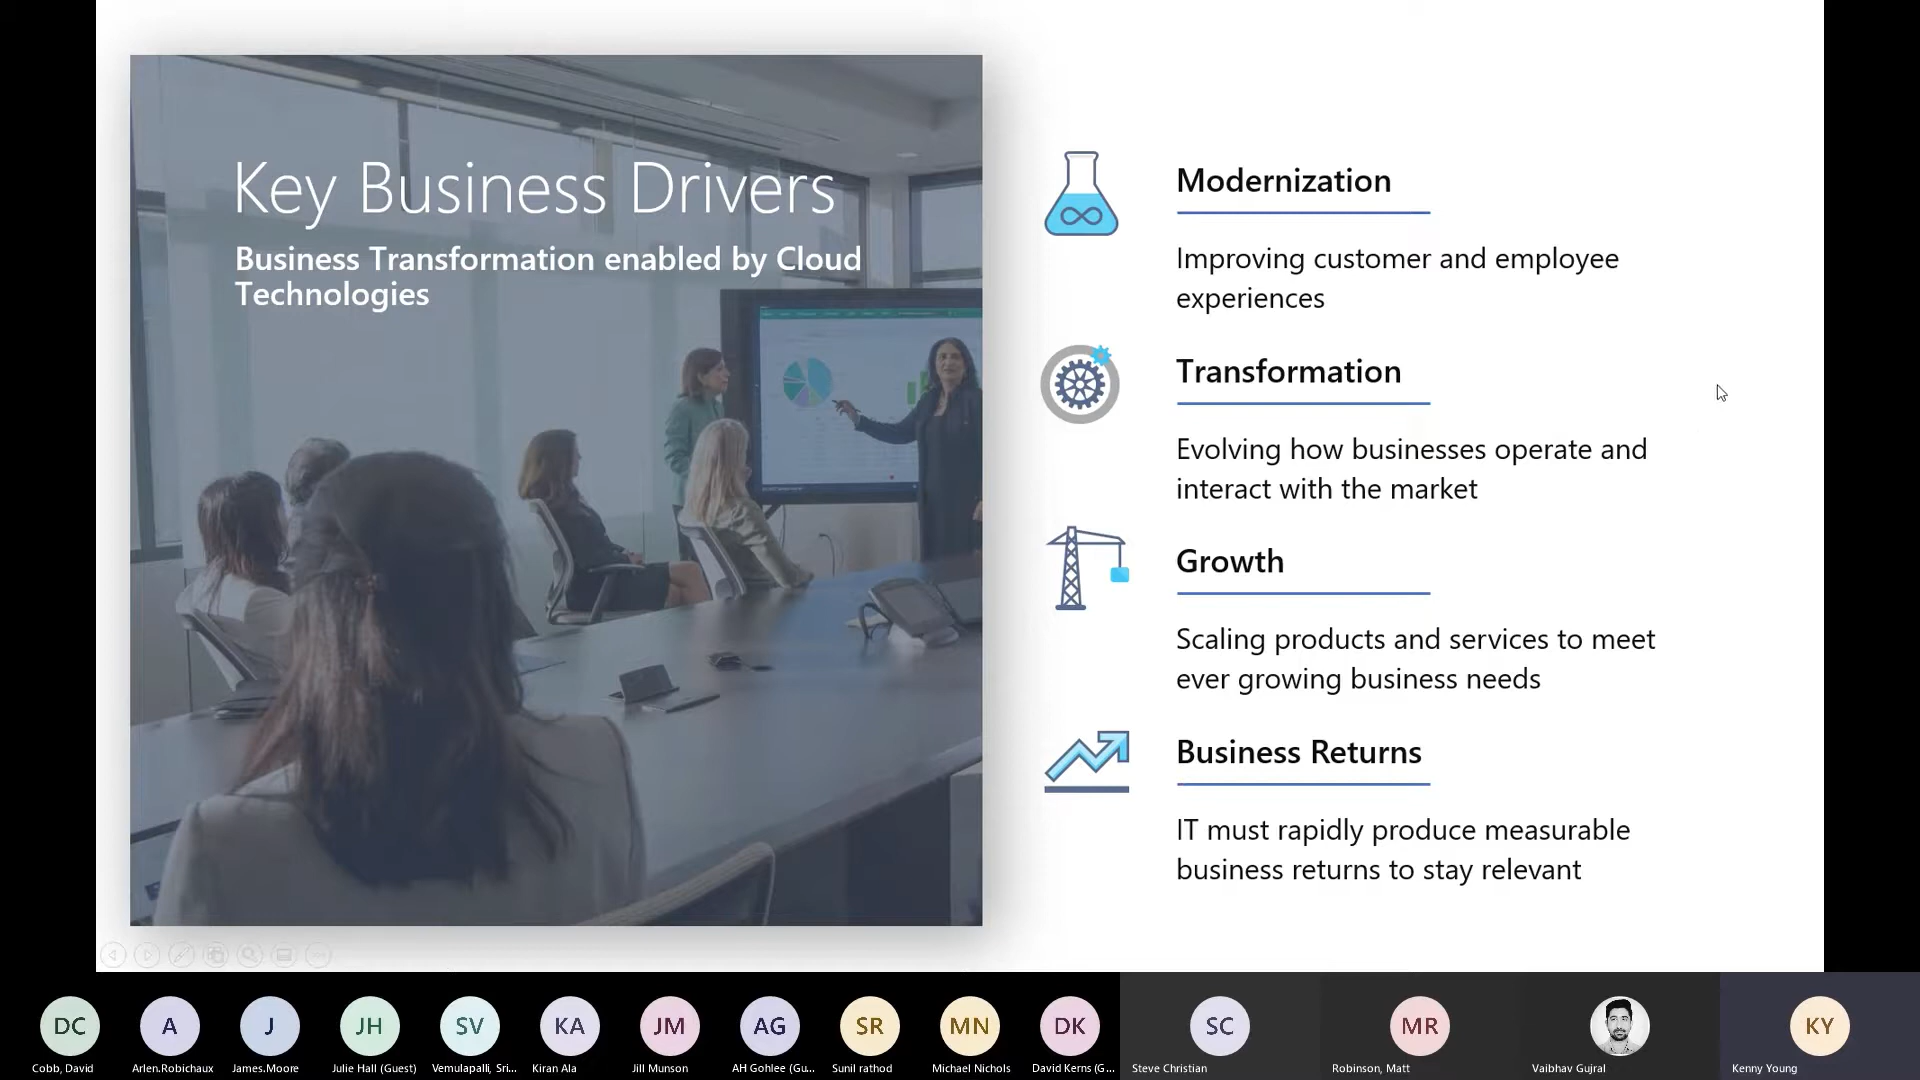 Key Business Drivers
Business Transformation enabled by Cloud
Technologies
Modernization
Improving customer and employee
experiences
Transformation
Evolving how businesses operate and
interact with the market
Growth
Scaling products and services to meet
ever growing business needs
Business Returns
IT must rapidly produce measurable
business returns to stay relevant
DC
A
J
JH
SV
KA
JM
AG
SR
MN
DK
SC
MR
KY
Cobb, David
Arlen.Robichaux
James.Moore
Julie Hall (Guest)
Vemulapalli, Sri...
Kiran Ala
Jill Munson
AH Gohlee (Gu...
Sunil rathod
Michael Nichols
David Kerns (G...
Steve Christian
Robinson, Matt
Vaibhav Gujral
Kenny Young